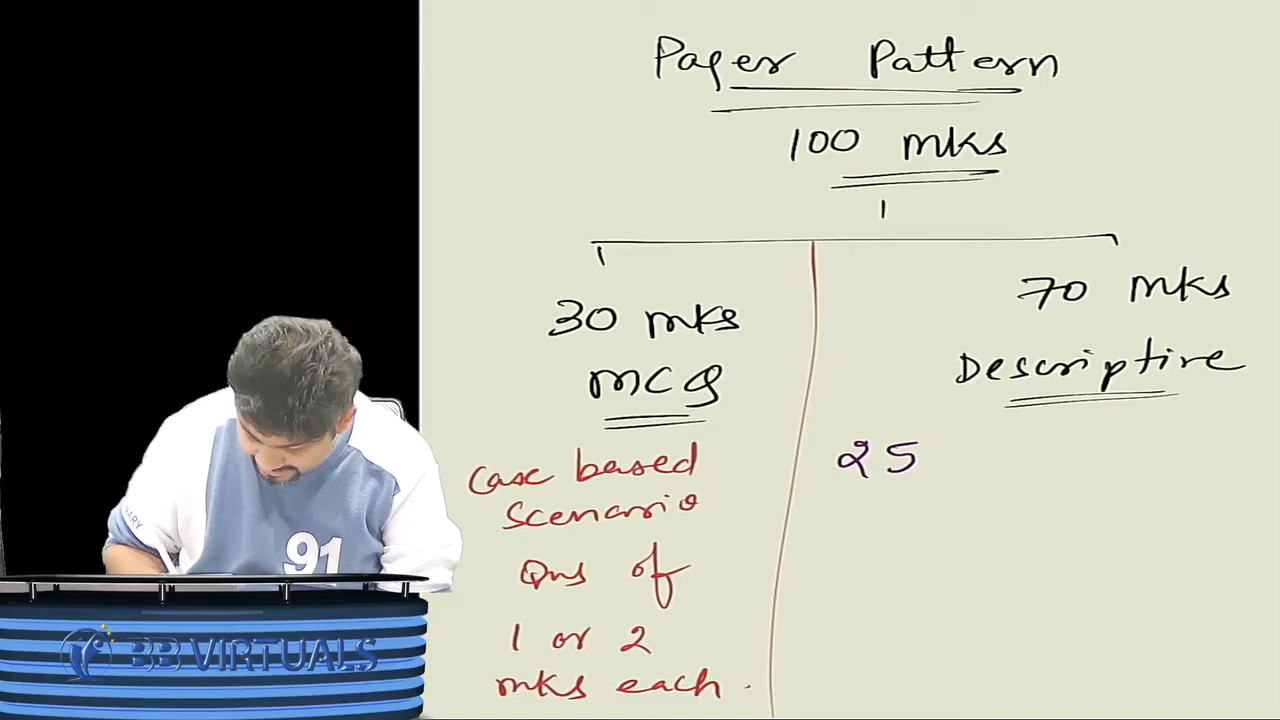 Paper Pattern
100 mks
30 mks
MCQ
Case based
Scenario
Qns of
1 or 2
mks each.
70 mks
Descriptive
25
91
BB VIRTUALS